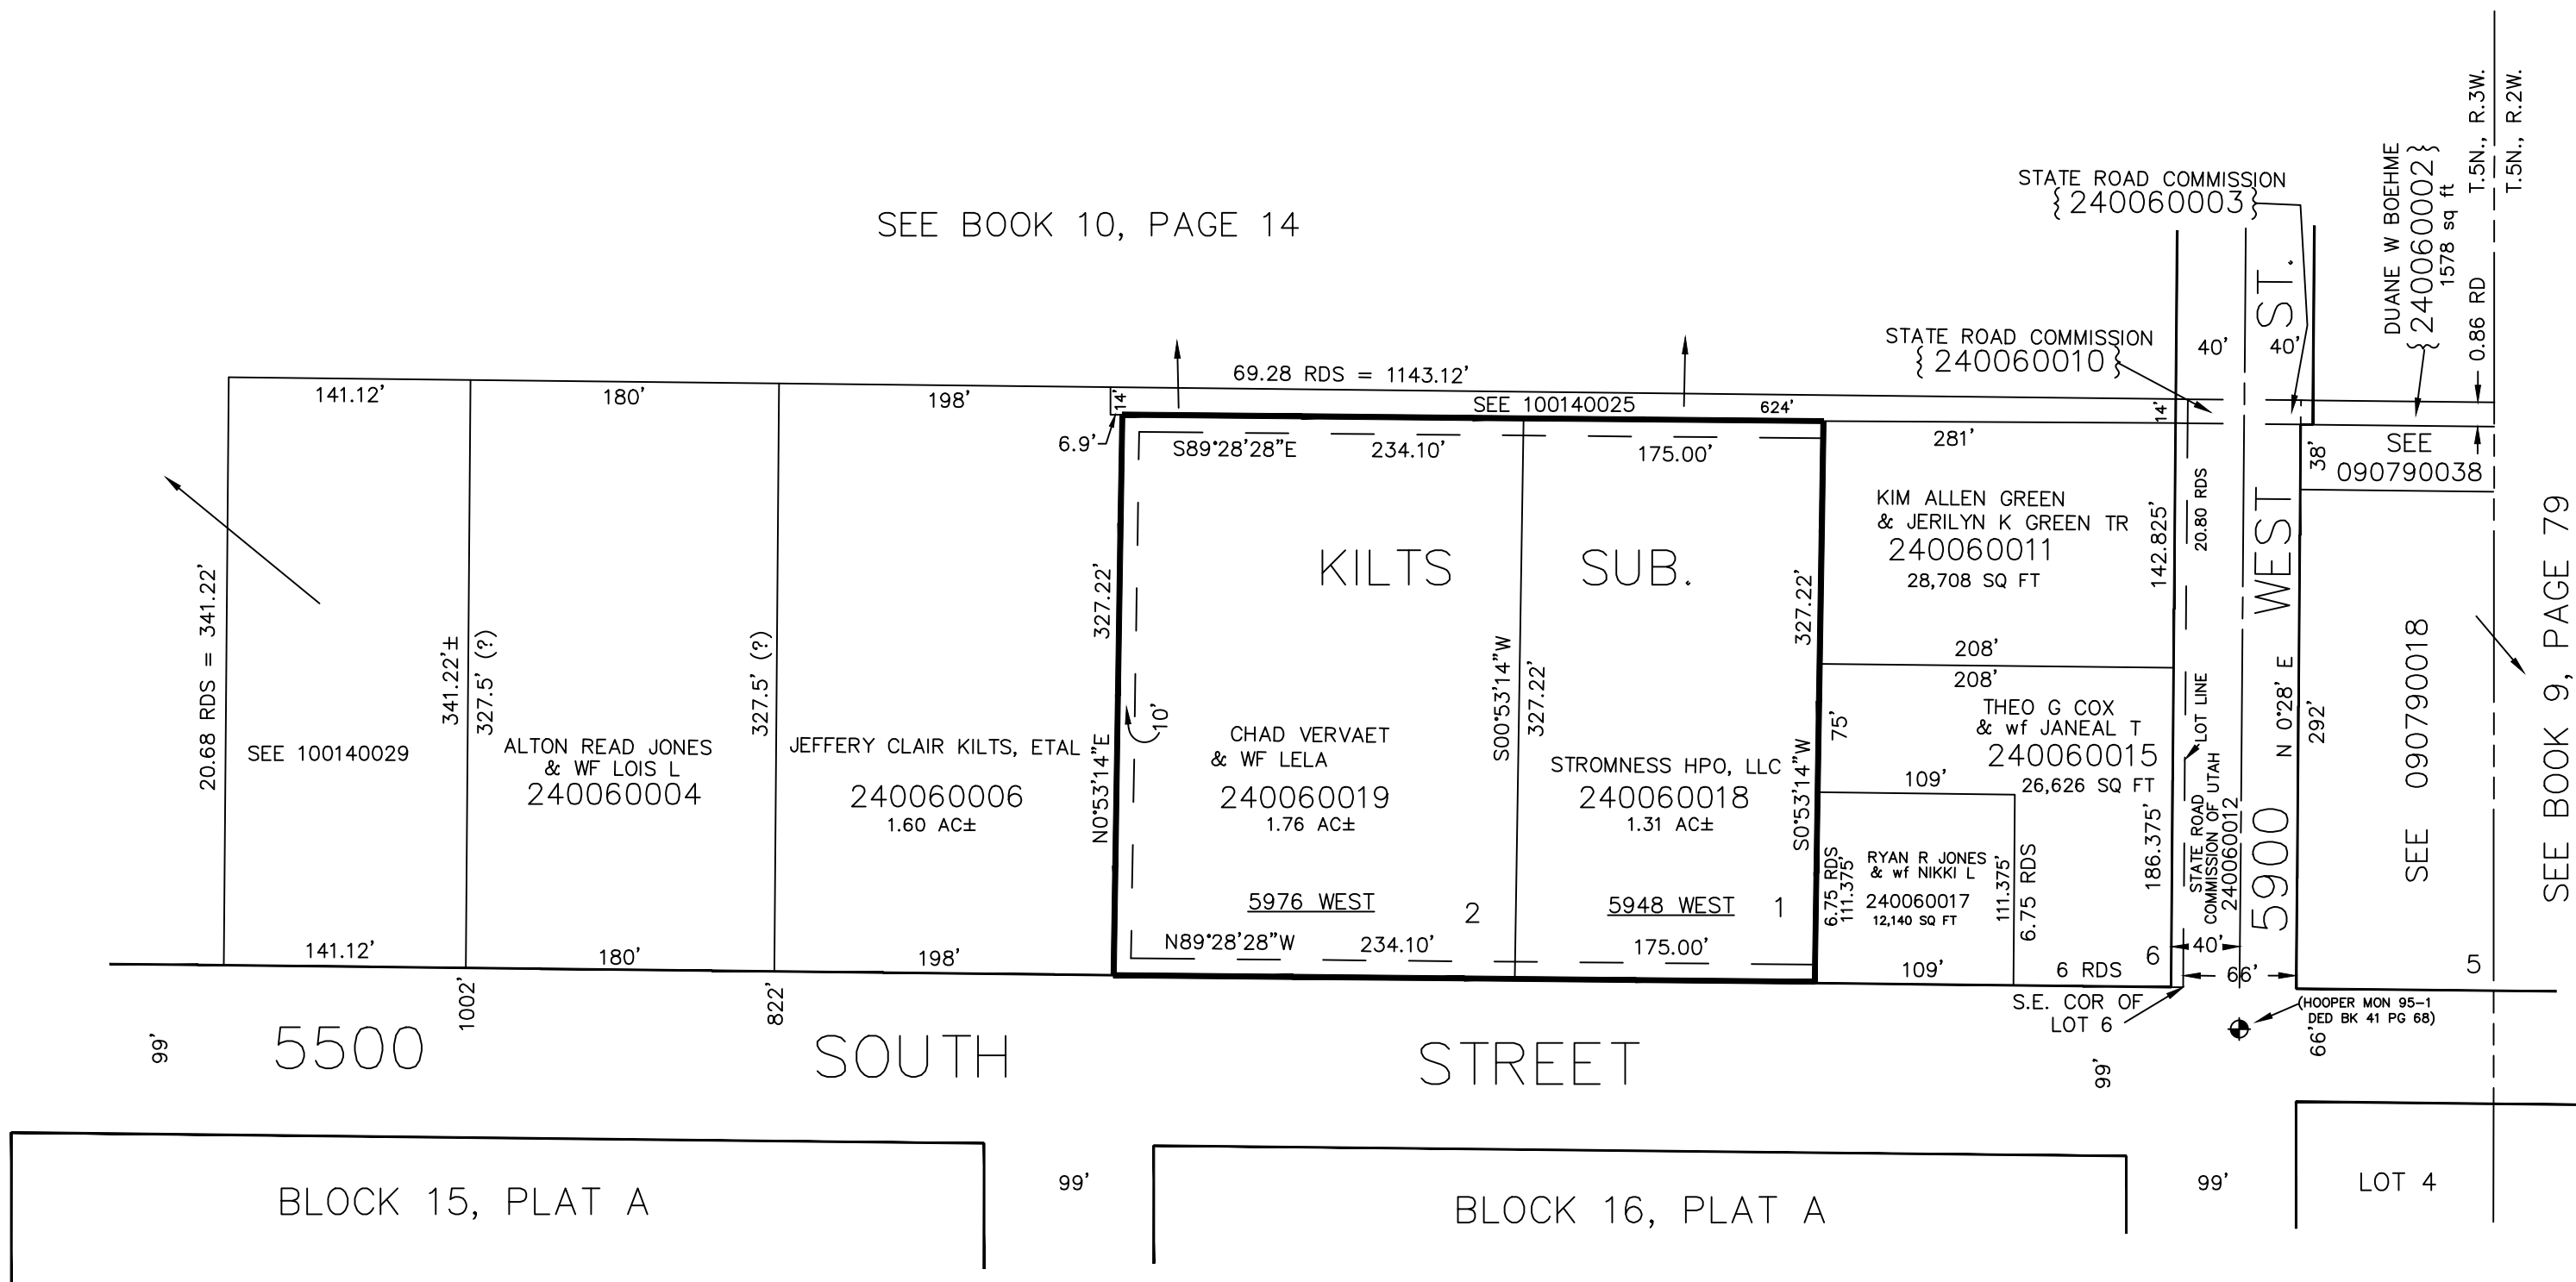 SEE BOOK 10, PAGE 14
STATE ROAD COMMISSION
240060003
STATE ROAD COMMISSION
240060010
DUANE W BOEHME
240060002
1578 sq ft
0.86 RD
T.5N., R.3W.
T.5N., R.2W.
40'
40'
69.28 RDS = 1143.12'
SEE 100140025
624'
14'
14'
6.9'
141.12'
180'
198'
S89°28'28"E
234.10'
175.00'
281'
38'
SEE
090790038
20.68 RDS = 341.22'
341.22'±
327.5' (?)
327.5' (?)
327.22'
N0°53'14"E
10'
KILTS SUB.
S00°53'14"W
327.22'
327.22'
S0°53'14"W
KIM ALLEN GREEN
& JERILYN K GREEN TR
240060011
28,708 SQ FT
142.825'
20.80 RDS
208'
208'
75'
THEO G COX
& wf JANEAL T
240060015
26,626 SQ FT
109'
186.375'
LOT LINE
STATE ROAD
COMMISSION OF UTAH
240060012
5900 WEST ST.
N 0°28' E
292'
SEE 090790018
SEE BOOK 9, PAGE 79
SEE 100140029
ALTON READ JONES
& WF LOIS L
240060004
JEFFERY CLAIR KILTS, ETAL
240060006
1.60 AC±
CHAD VERVAET
& WF LELA
240060019
1.76 AC±
STROMNESS HPO, LLC
240060018
1.31 AC±
6.75 RDS
111.375'
RYAN R JONES
& wf NIKKI L
240060017
12,140 SQ FT
111.375'
6.75 RDS
5976 WEST
2
5948 WEST
1
N89°28'28"W
234.10'
175.00'
141.12'
180'
198'
109'
6 RDS
6
40'
66'
5
1002'
822'
S.E. COR OF
LOT 6
(HOOPER MON 95-1
DED BK 41 PG 68)
66'
99'
5500 SOUTH STREET
99'
BLOCK 15, PLAT A
99'
BLOCK 16, PLAT A
99'
LOT 4